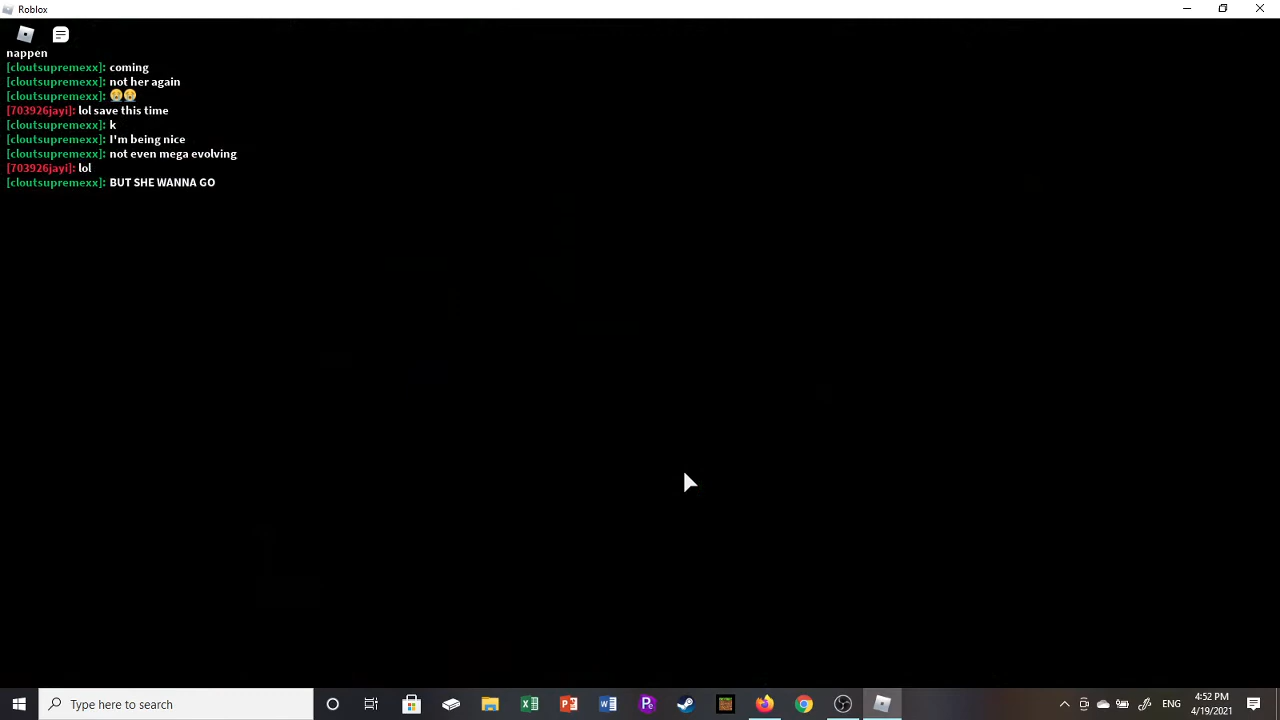 Roblox
nappen
[cloutsupremexx]: coming
[cloutsupremexx]: not her again
[cloutsupremexx]: 😭😭
[703926jayi]: lol save this time
[cloutsupremexx]: k
[cloutsupremexx]: I'm being nice
[cloutsupremexx]: not even mega evolving
[703926jayi]: lol
[cloutsupremexx]: BUT SHE WANNA GO
Type here to search
ENG
4:52 PM
4/19/2021